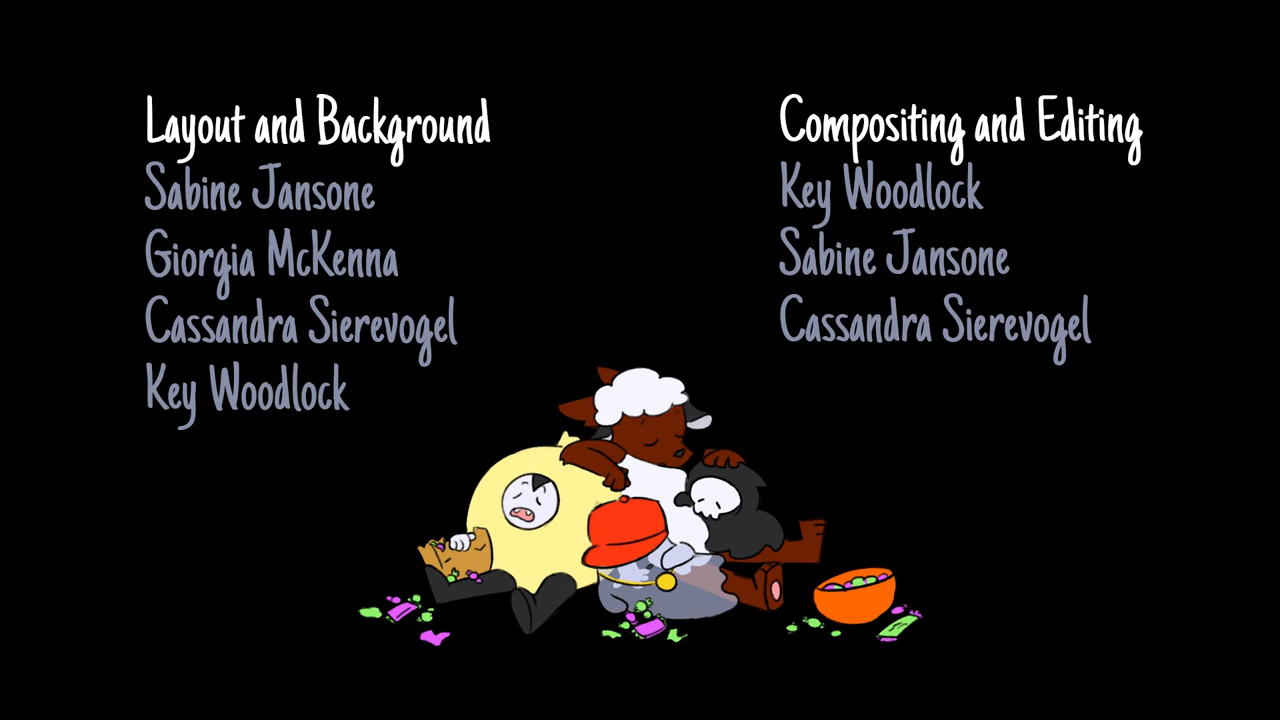 Layout and Background
Sabine Jansone
Giorgia McKenna
Cassandra Sierevogel
Key Woodlock
Compositing and Editing
Key Woodlock
Sabine Jansone
Cassandra Sierevogel